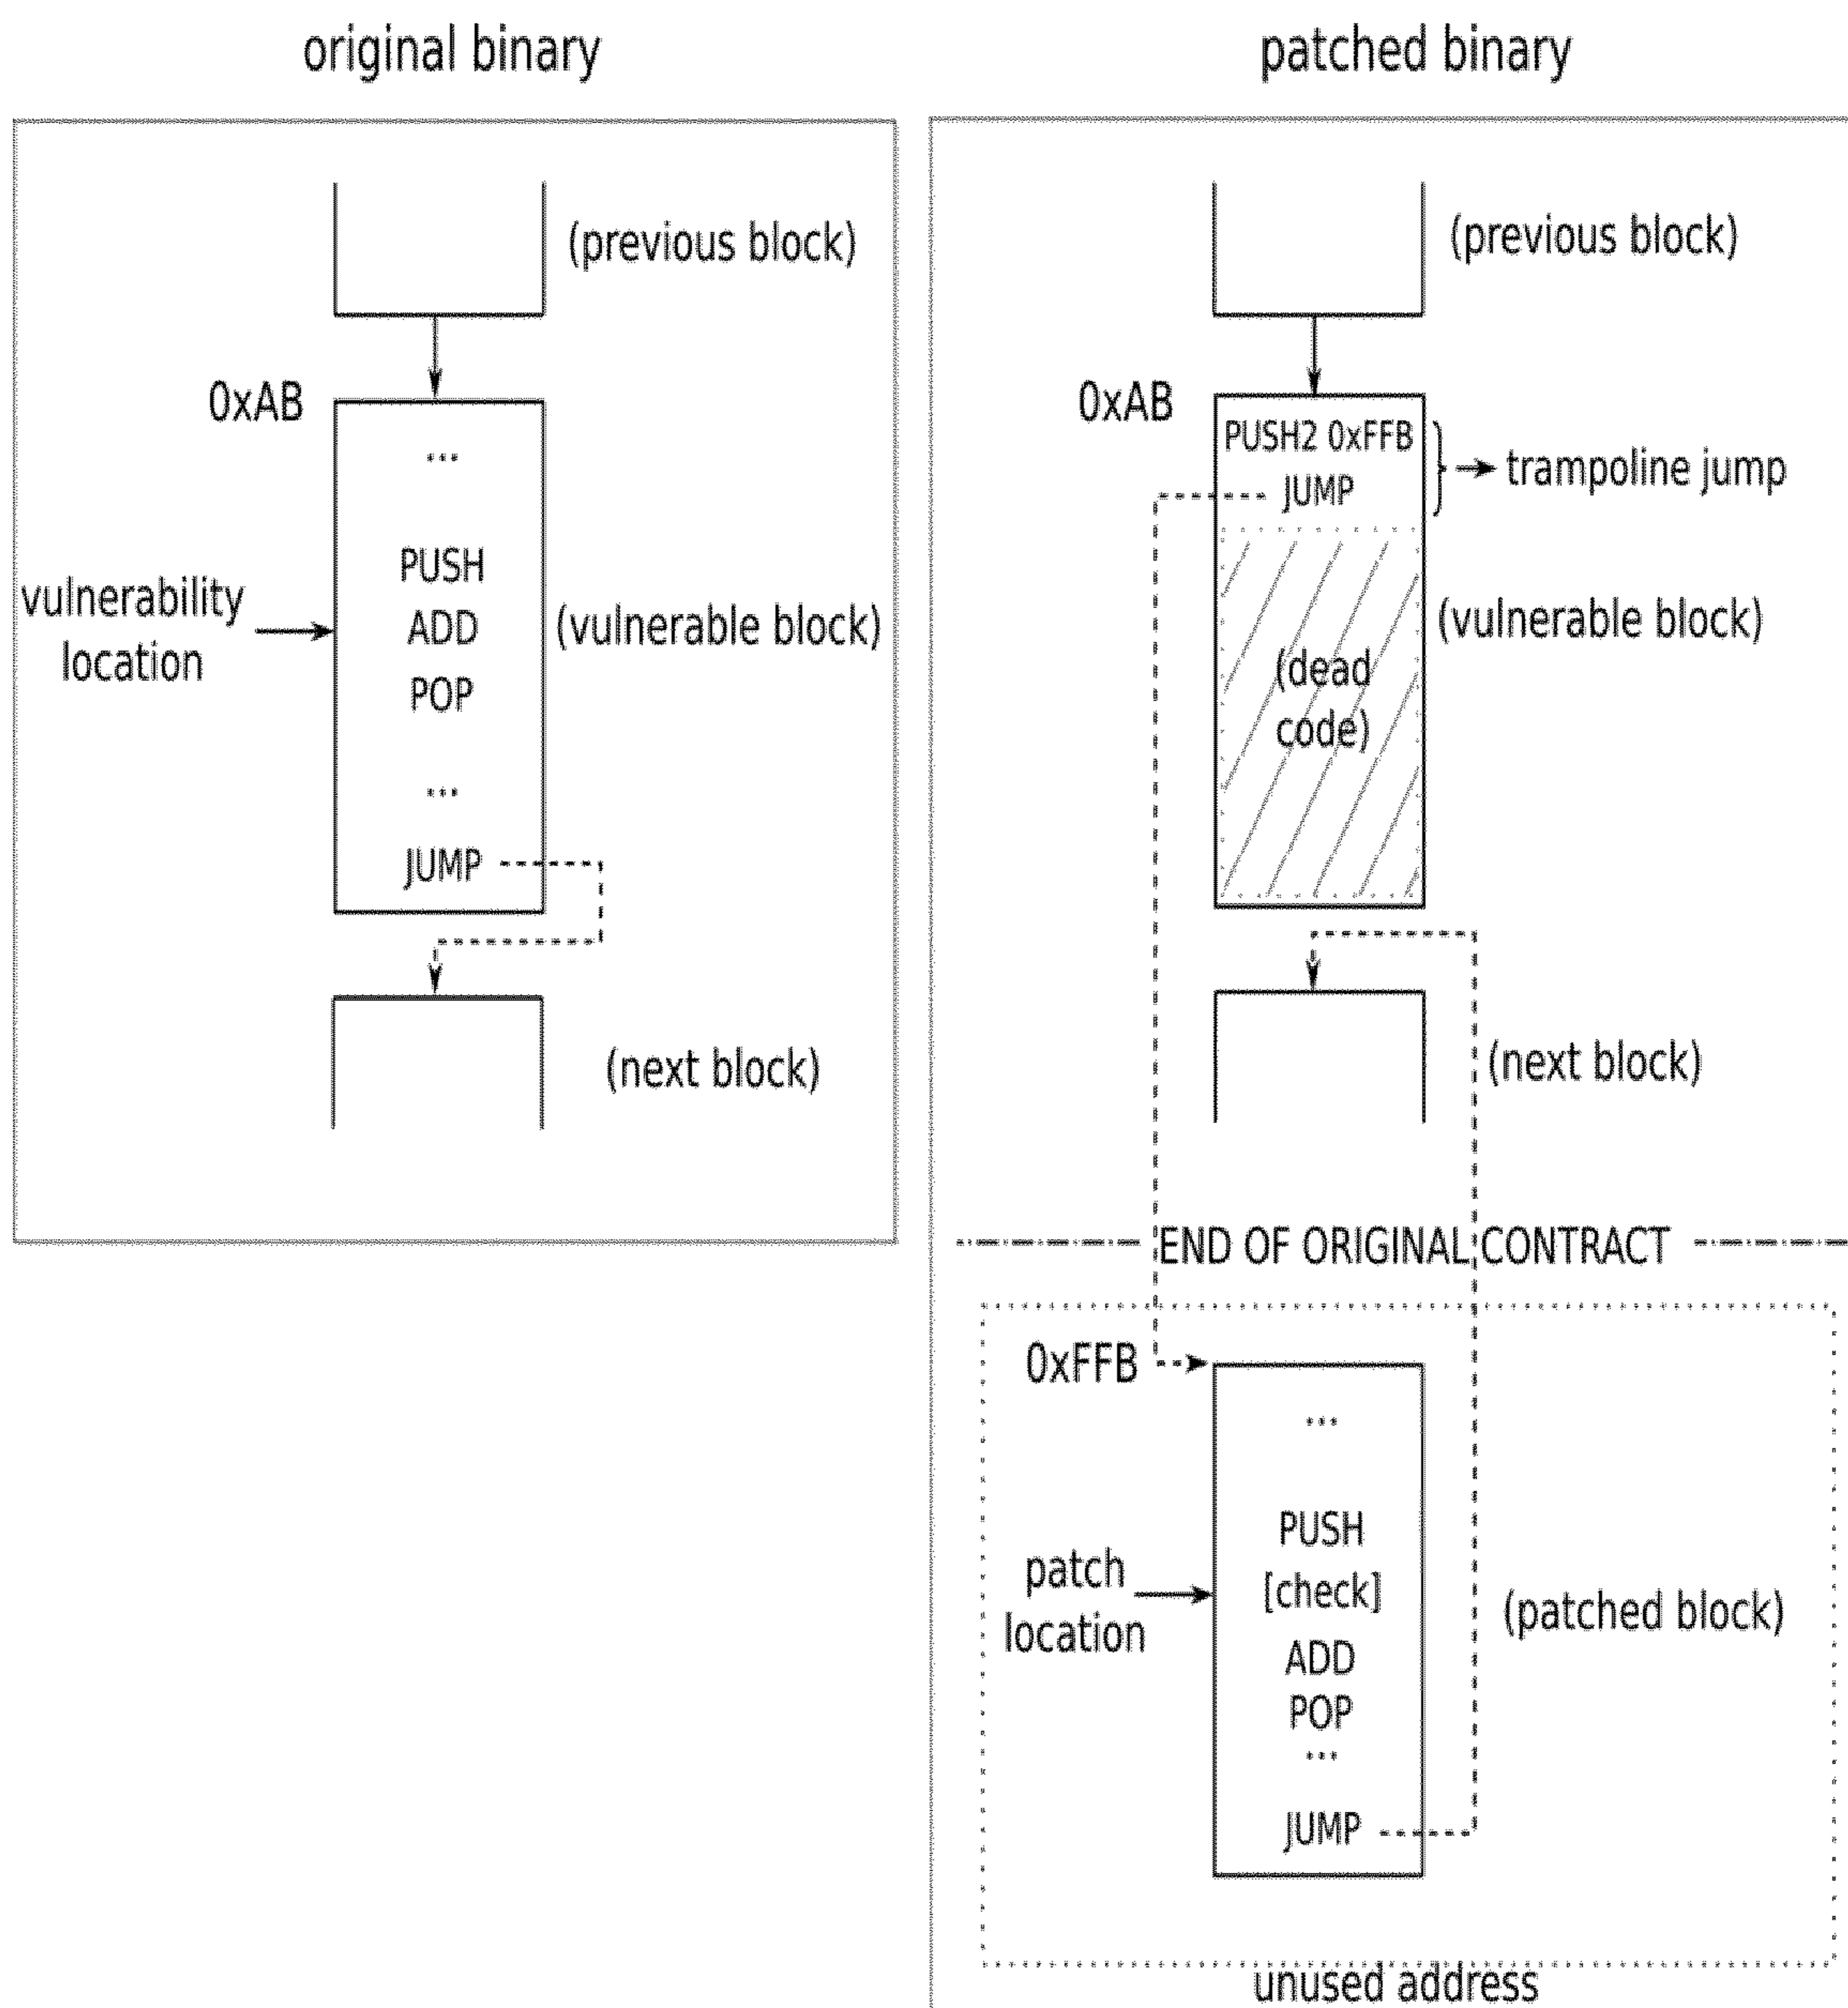 original binary
(previous block)
0xAB
...
PUSH
ADD
POP
...
JUMP
vulnerability
location
(vulnerable block)
(next block)
patched binary
(previous block)
0xAB
PUSH2 0xFFB
JUMP
trampoline jump
(dead
code)
(vulnerable block)
(next block)
END OF ORIGINAL CONTRACT
0xFFB
...
PUSH
[check]
ADD
POP
...
JUMP
patch
location
(patched block)
unused address